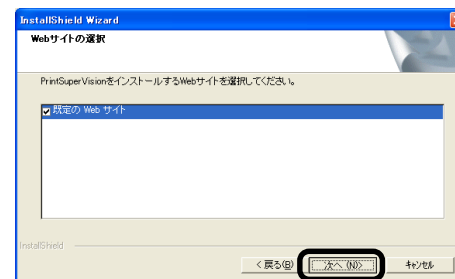 InstallShield Wizard
Webサイトの選択
PrintSuperVisionをインストールするWebサイトを選択してください。
既定の Web サイト
InstallShield
< 戻る(B)
次へ (N)>
キャンセル